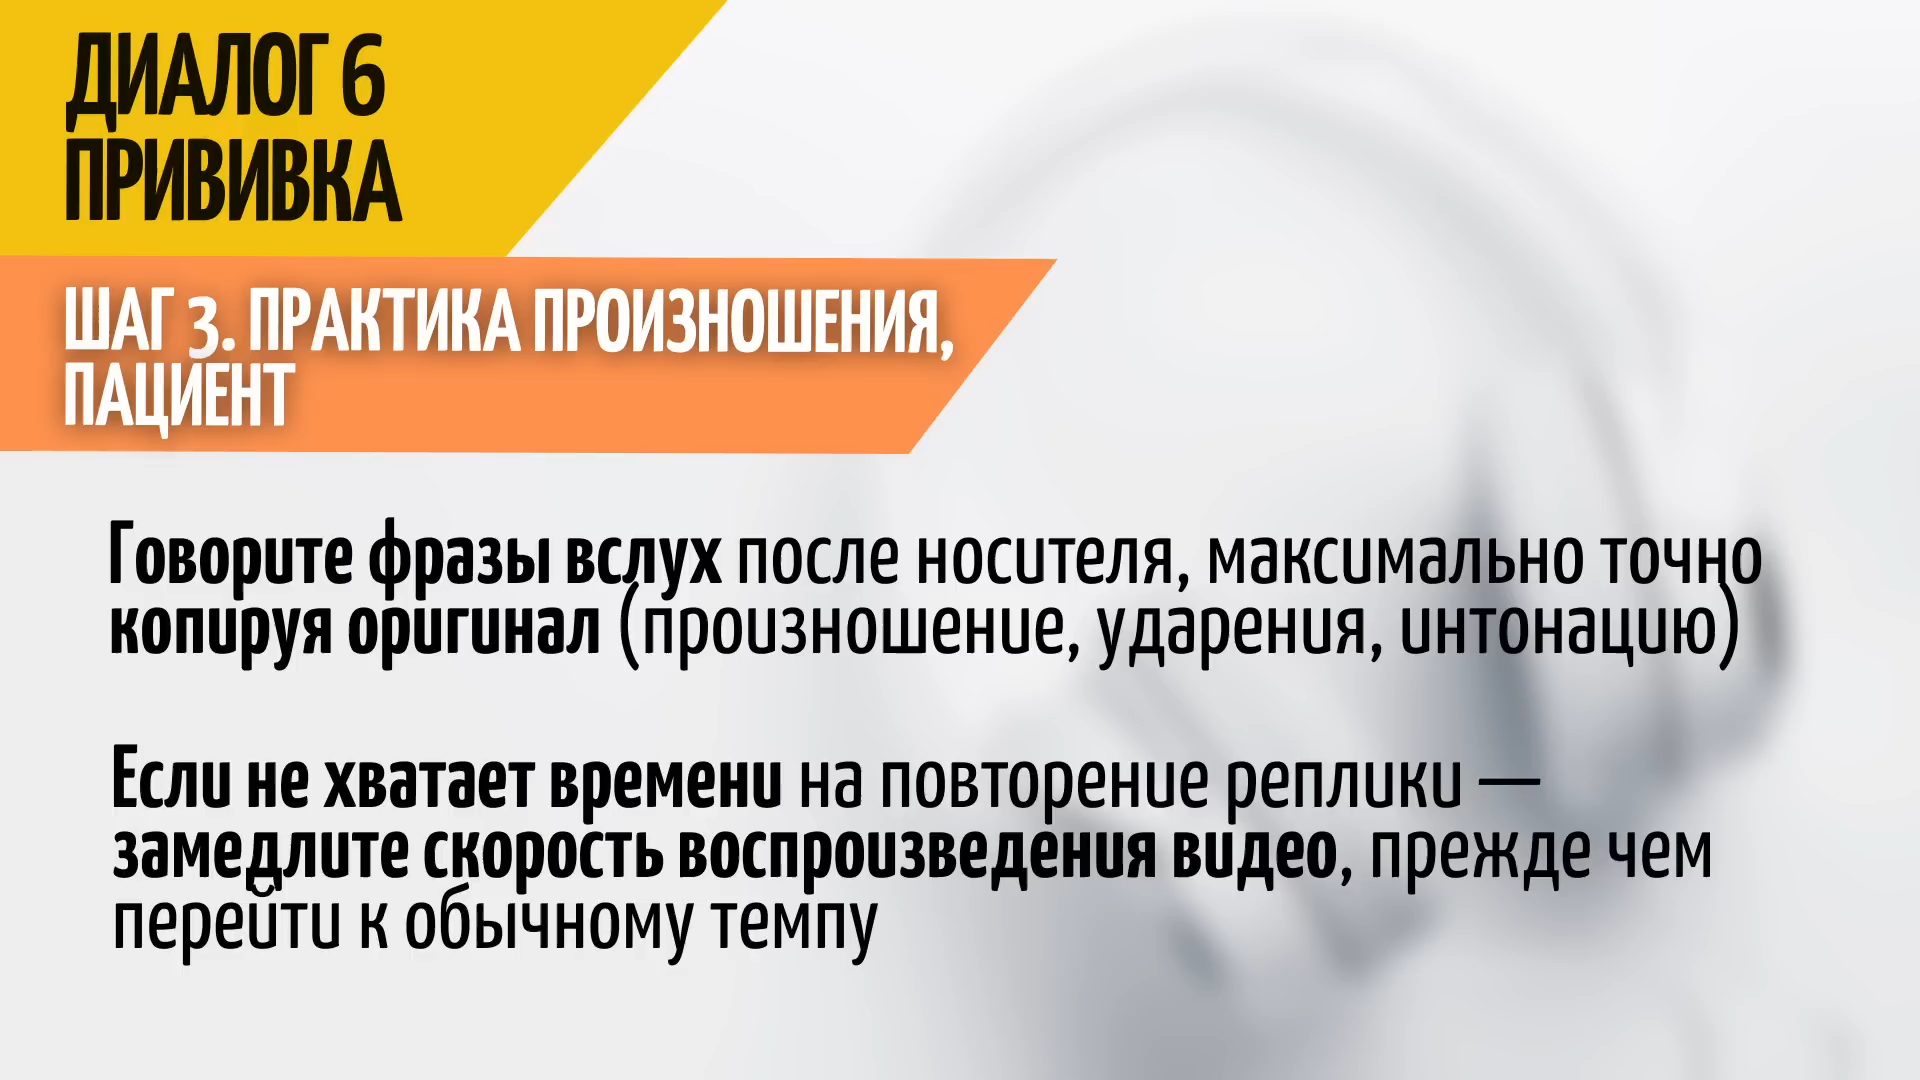 ДИАЛОГ 6
ПРИВИВКА
ШАГ 3. ПРАКТИКА ПРОИЗНОШЕНИЯ,
ПАЦИЕНТ
Говорите фразы вслух после носителя, максимально точно
копируя оригинал (произношение, ударения, интонацию)
Если не хватает времени на повторение реплики —
замедлите скорость воспроизведения видео, прежде чем
перейти к обычному темпу